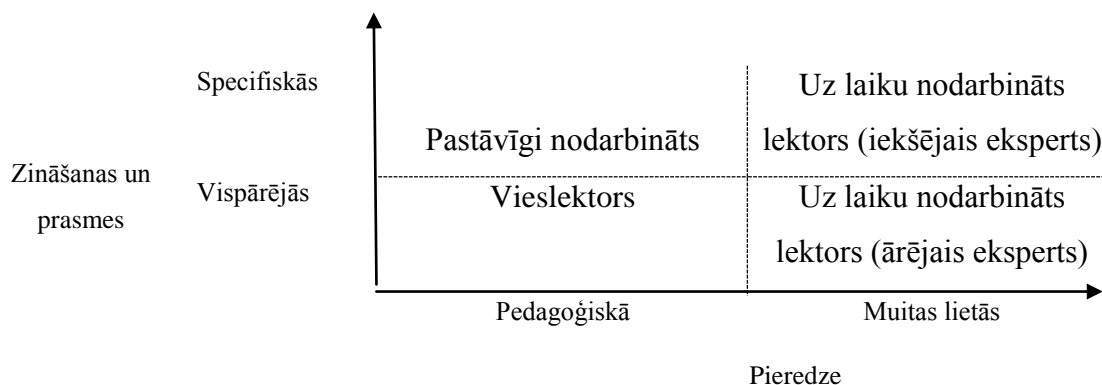 Specifiskās
Uz laiku nodarbināts
Pastāvīgi nodarbināts
lektors (iekšējais eksperts)
Zināšanas un
prasmes
Vispārējās
Vieslektors
Uz laiku nodarbināts
lektors (ārējais eksperts)
Pedagoģiskā
Muitas lietās
Pieredze